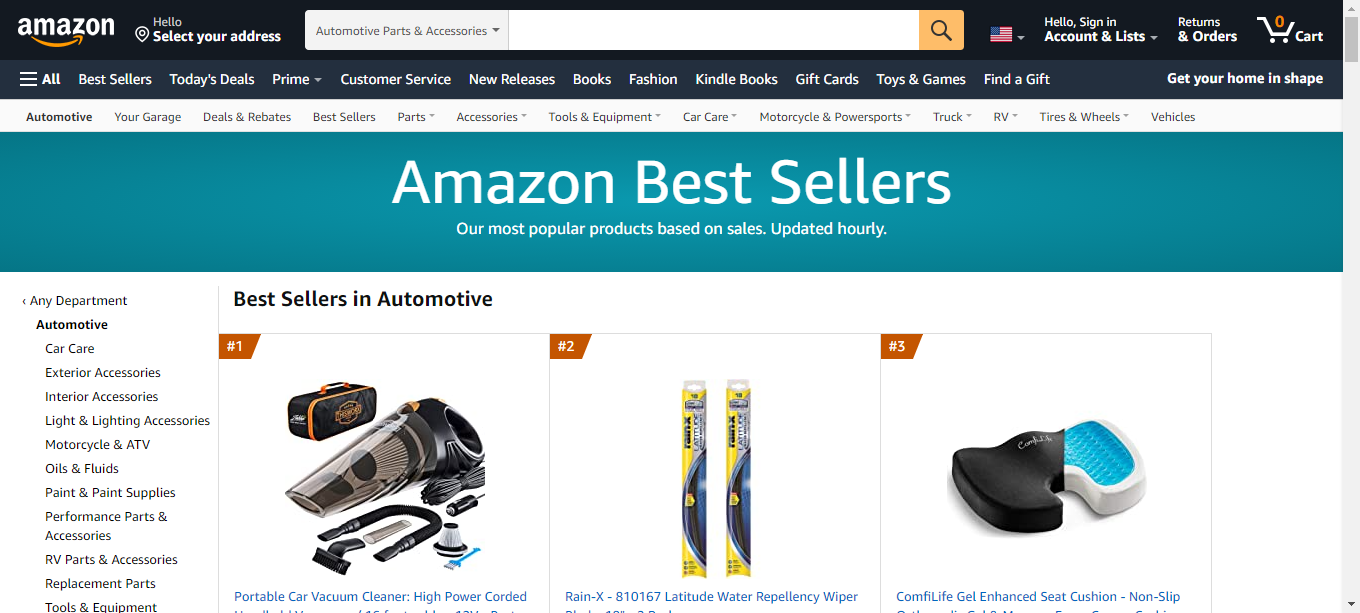 amazon
Hello
Select your address
Automotive Parts & Accessories
Hello, Sign in
Account & Lists
Returns
& Orders
0
Cart
All
Best Sellers
Today's Deals
Prime
Customer Service
New Releases
Books
Fashion
Kindle Books
Gift Cards
Toys & Games
Find a Gift
Get your home in shape
Automotive
Your Garage
Deals & Rebates
Best Sellers
Parts
Accessories
Tools & Equipment
Car Care
Motorcycle & Powersports
Truck
RV
Tires & Wheels
Vehicles
Amazon Best Sellers
Our most popular products based on sales. Updated hourly.
‹ Any Department
Automotive
Car Care
Exterior Accessories
Interior Accessories
Light & Lighting Accessories
Motorcycle & ATV
Oils & Fluids
Paint & Paint Supplies
Performance Parts &
Accessories
RV Parts & Accessories
Replacement Parts
Tools & Equipment
Best Sellers in Automotive
#1
Portable Car Vacuum Cleaner: High Power Corded
#2
18
18
Rain-X
Rain-X
Rain-X - 810167 Latitude Water Repellency Wiper
#3
ComfiLife
ComfiLife Gel Enhanced Seat Cushion - Non-Slip